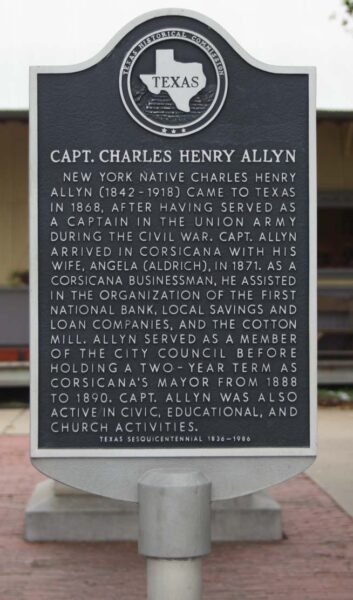 TEXAS HISTORICAL COMMISSION
TEXAS
CAPT. CHARLES HENRY ALLYN
NEW YORK NATIVE CHARLES HENRY
ALLYN (1842-1918) CAME TO TEXAS
IN 1868, AFTER HAVING SERVED AS
A CAPTAIN IN THE UNION ARMY
DURING THE CIVIL WAR. CAPT. ALLYN
ARRIVED IN CORSICANA WITH HIS
WIFE, ANGELA (ALDRICH), IN 1871. AS A
CORSICANA BUSINESSMAN, HE ASSISTED
IN THE ORGANIZATION OF THE FIRST
NATIONAL BANK, LOCAL SAVINGS AND
LOAN COMPANIES, AND THE COTTON
MILL. ALLYN SERVED AS A MEMBER
OF THE CITY COUNCIL BEFORE
HOLDING A TWO-YEAR TERM AS
CORSICANA'S MAYOR FROM 1888
TO 1890. CAPT. ALLYN WAS ALSO
ACTIVE IN CIVIC, EDUCATIONAL, AND
CHURCH ACTIVITIES.
TEXAS SESQUICENTENNIAL 1836-1986